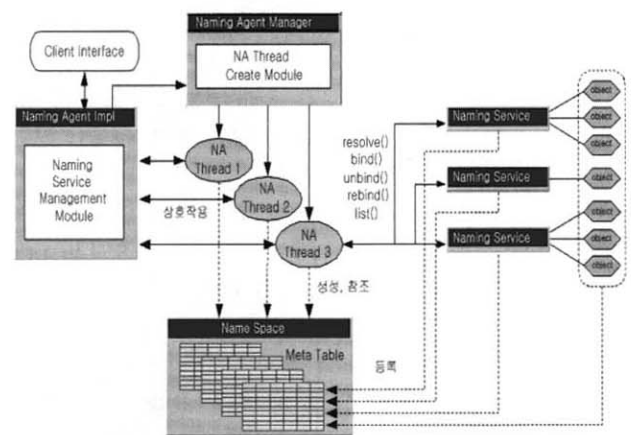 Naming Agent Manager
Client Interface
NA Thread
Create Module
Naming Agent Impl
Naming
Service
Management
Module
NA
Thread 1
NA
Thread 2
NA
Thread 3
상호작용
resolve()
bind()
unbind()
rebind()
list()
Naming Service
Naming Service
Naming Service
object
object
object
object
object
object
object
생성, 참조
Name Space
Meta Table
등록